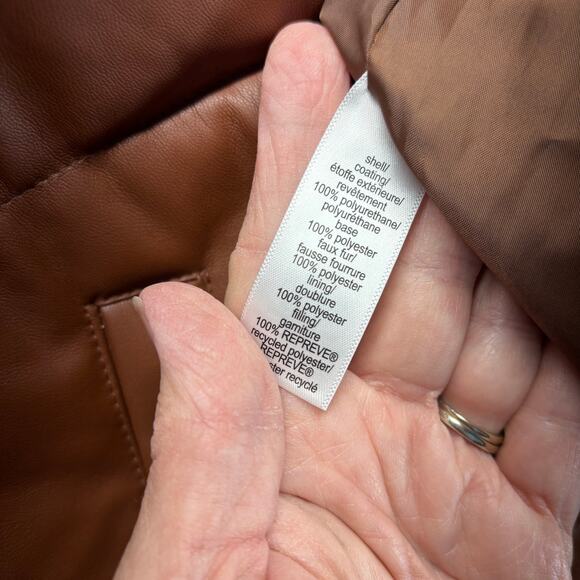 shell/
coating/
étoffe extérieure/
revêtement
100% polyurethane/
polyuréthane
base
100% polyester
faux fur/
fausse fourrure
100% polyester
lining/
doublure
100% polyester
filling/
garniture
100% REPREVE®
recycled polyester/
REPREVE®
ster recyclé